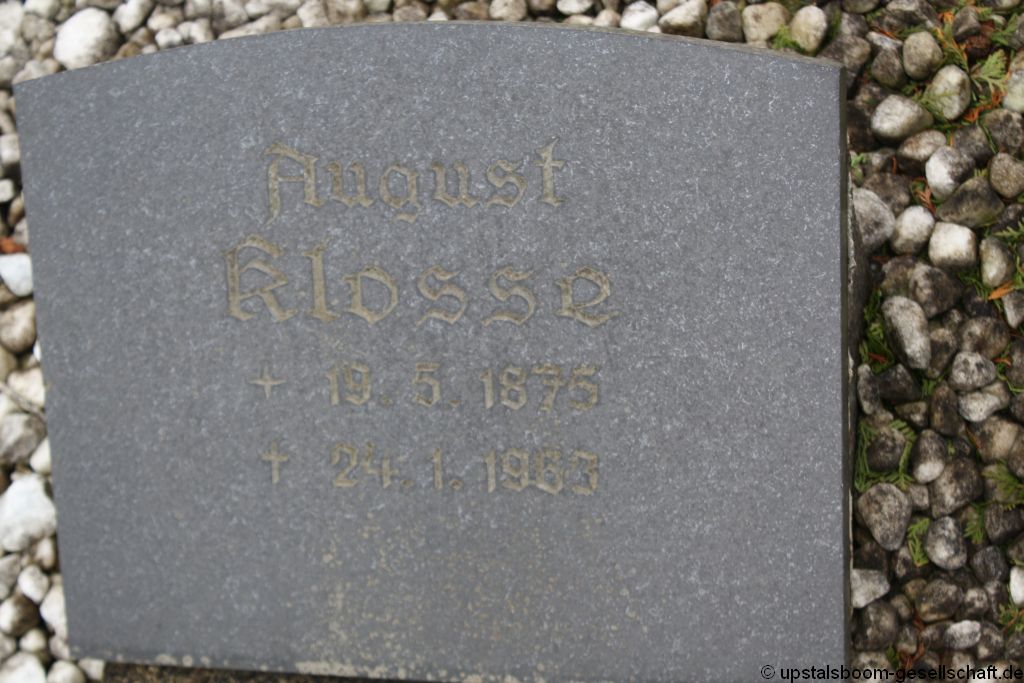 August
Klosse
+ 19. 5. 1875
† 24. 1. 1963
© upstalsboom-gesellschaft.de